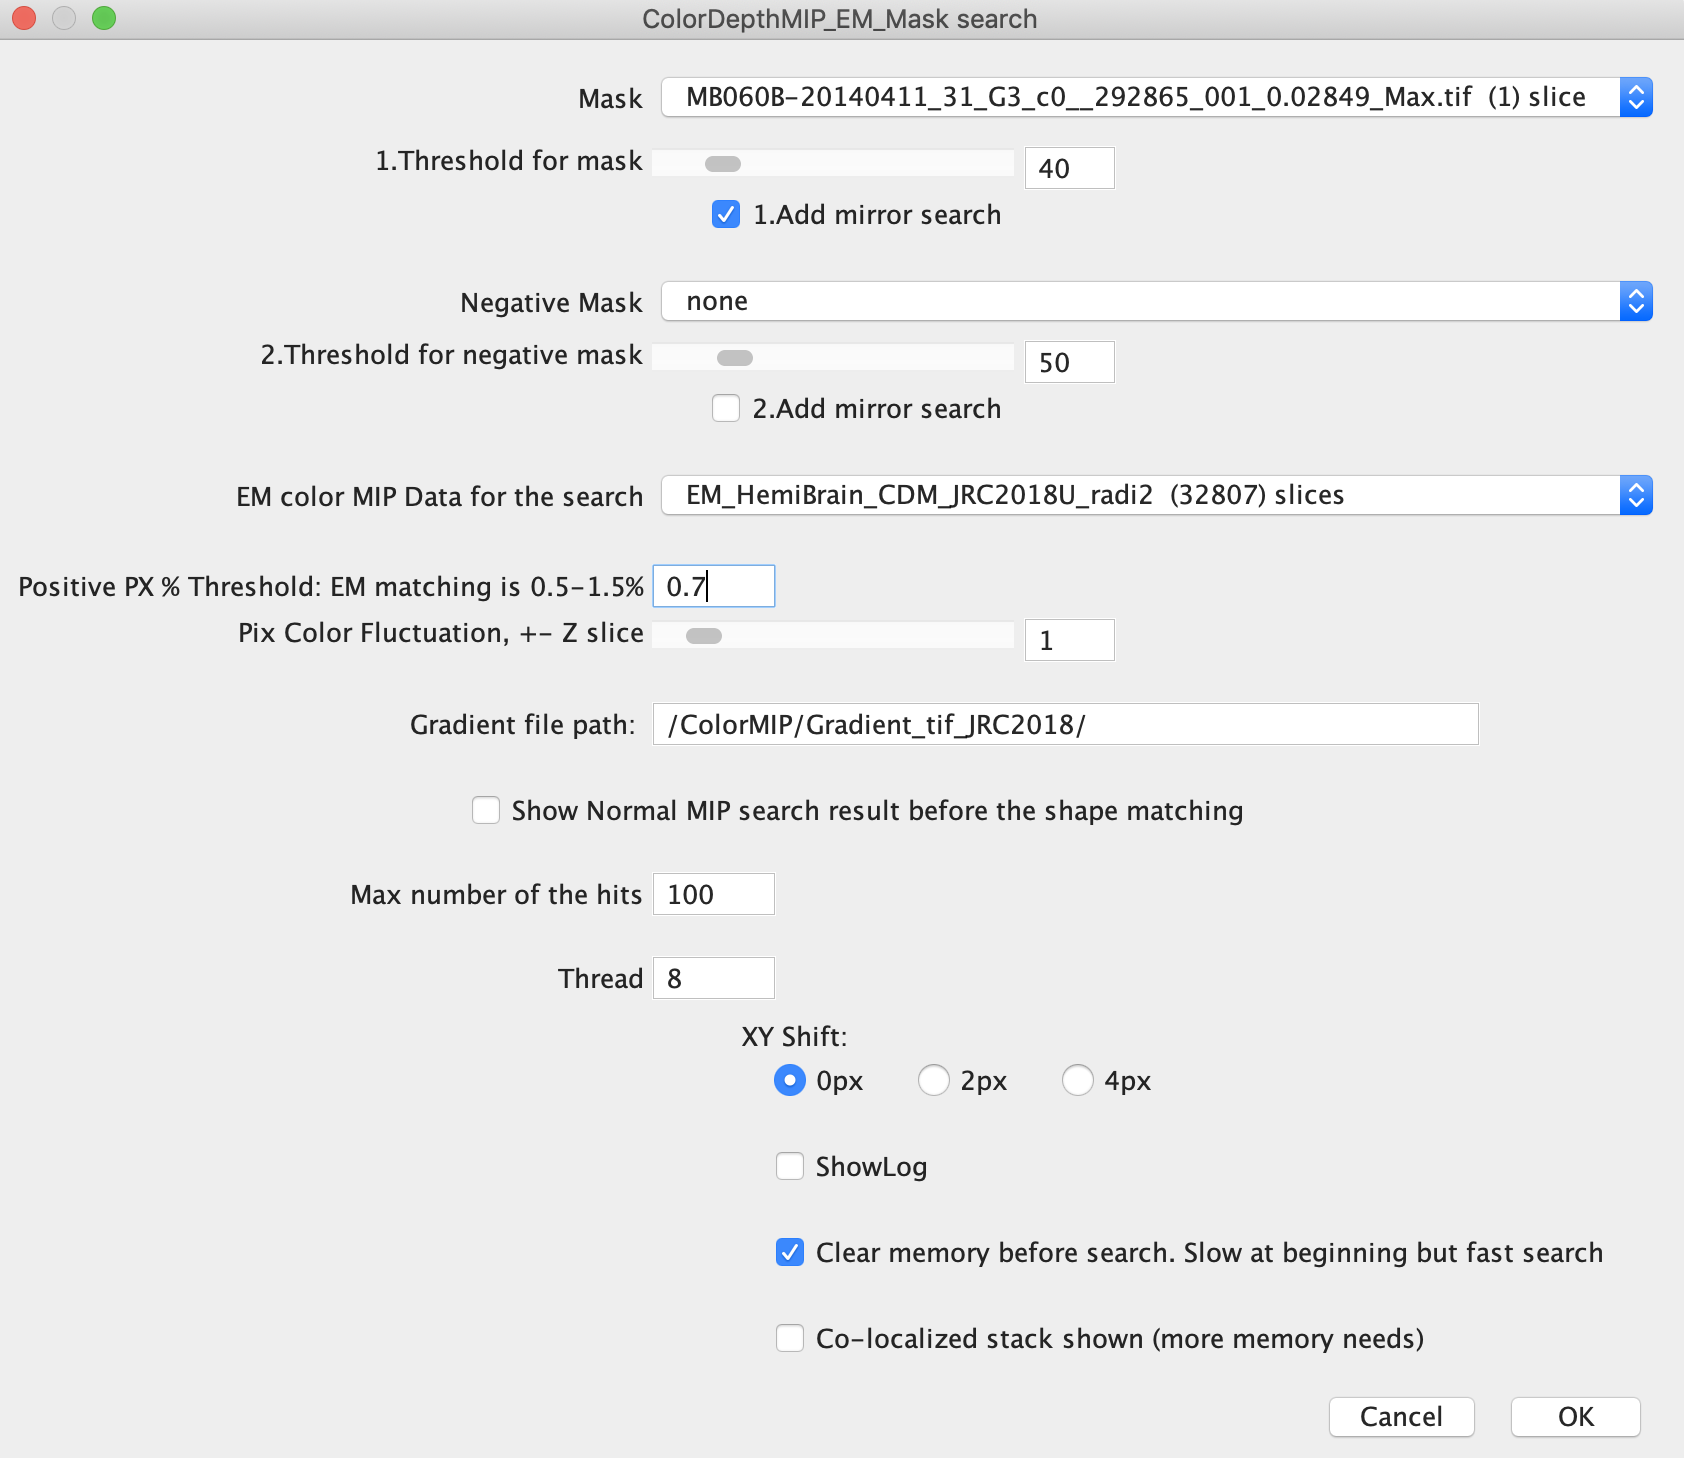 ColorDepthMIP_EM_Mask search
Mask MB060B-20140411_31_G3_c0__292865_001_0.02849_Max.tif (1) slice
1.Threshold for mask 40
1.Add mirror search
Negative Mask none
2.Threshold for negative mask 50
2.Add mirror search
EM color MIP Data for the search EM_HemiBrain_CDM_JRC2018U_radi2 (32807) slices
Positive PX % Threshold: EM matching is 0.5-1.5% 0.7
Pix Color Fluctuation, +- Z slice 1
Gradient file path: /ColorMIP/Gradient_tif_JRC2018/
Show Normal MIP search result before the shape matching
Max number of the hits 100
Thread 8
XY Shift:
0px 2px 4px
ShowLog
Clear memory before search. Slow at beginning but fast search
Co-localized stack shown (more memory needs)
Cancel OK